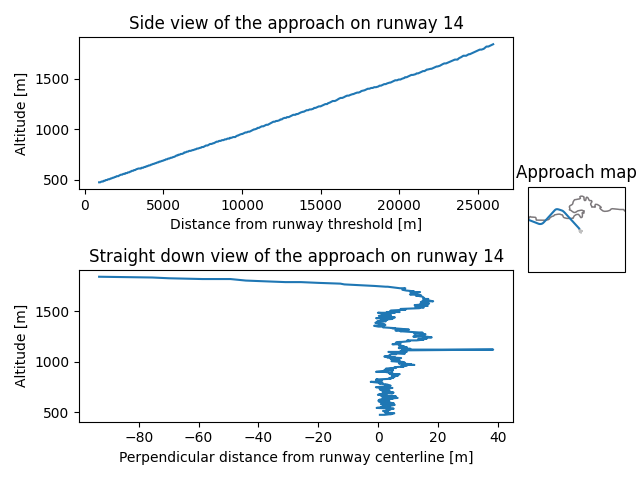 Side view of the approach on runway 14
Altitude [m]
1500
1000
500
0
5000
10000
15000
20000
25000
Distance from runway threshold [m]
Approach map
Straight down view of the approach on runway 14
Altitude [m]
1500
1000
500
−80
−60
−40
−20
0
20
40
Perpendicular distance from runway centerline [m]